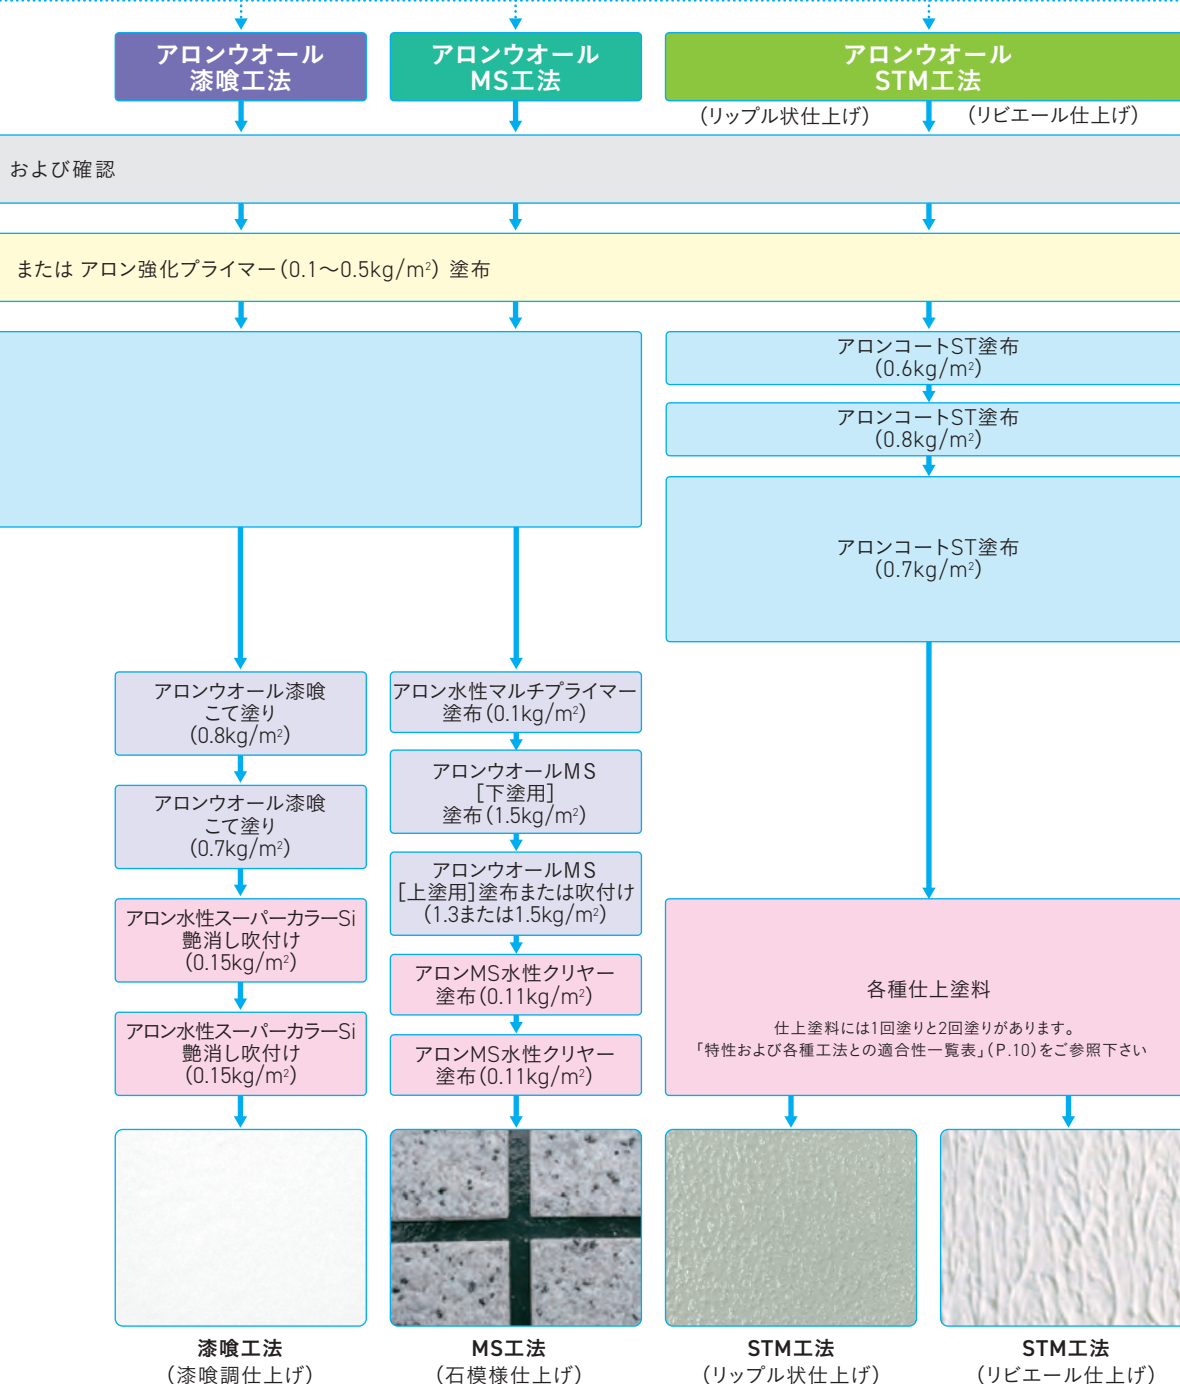 アロンウオール
漆喰工法
アロンウオール
MS工法
アロンウオール
STM工法
(リップル状仕上げ)
(リビエール仕上げ)
および確認
または アロン強化プライマー(0.1〜0.5kg/m²) 塗布
アロンコートST塗布
(0.6kg/m²)
アロンコートST塗布
(0.8kg/m²)
アロンコートST塗布
(0.7kg/m²)
アロンウオール漆喰
こて塗り
(0.8kg/m²)
アロンウオール漆喰
こて塗り
(0.7kg/m²)
アロン水性スーパーカラーSi
艶消し吹付け
(0.15kg/m²)
アロン水性スーパーカラーSi
艶消し吹付け
(0.15kg/m²)
アロン水性マルチプライマー
塗布(0.1kg/m²)
アロンウオールMS
[下塗用]
塗布(1.5kg/m²)
アロンウオールMS
[上塗用]塗布または吹付け
(1.3または1.5kg/m²)
アロンMS水性クリヤー
塗布(0.11kg/m²)
アロンMS水性クリヤー
塗布(0.11kg/m²)
各種仕上塗料
仕上塗料には1回塗りと2回塗りがあります。
「特性および各種工法との適合性一覧表」(P.10)をご参照下さい
漆喰工法
(漆喰調仕上げ)
MS工法
(石模様仕上げ)
STM工法
(リップル状仕上げ)
STM工法
(リビエール仕上げ)